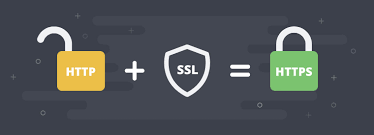 HTTP + SSL = HTTPS